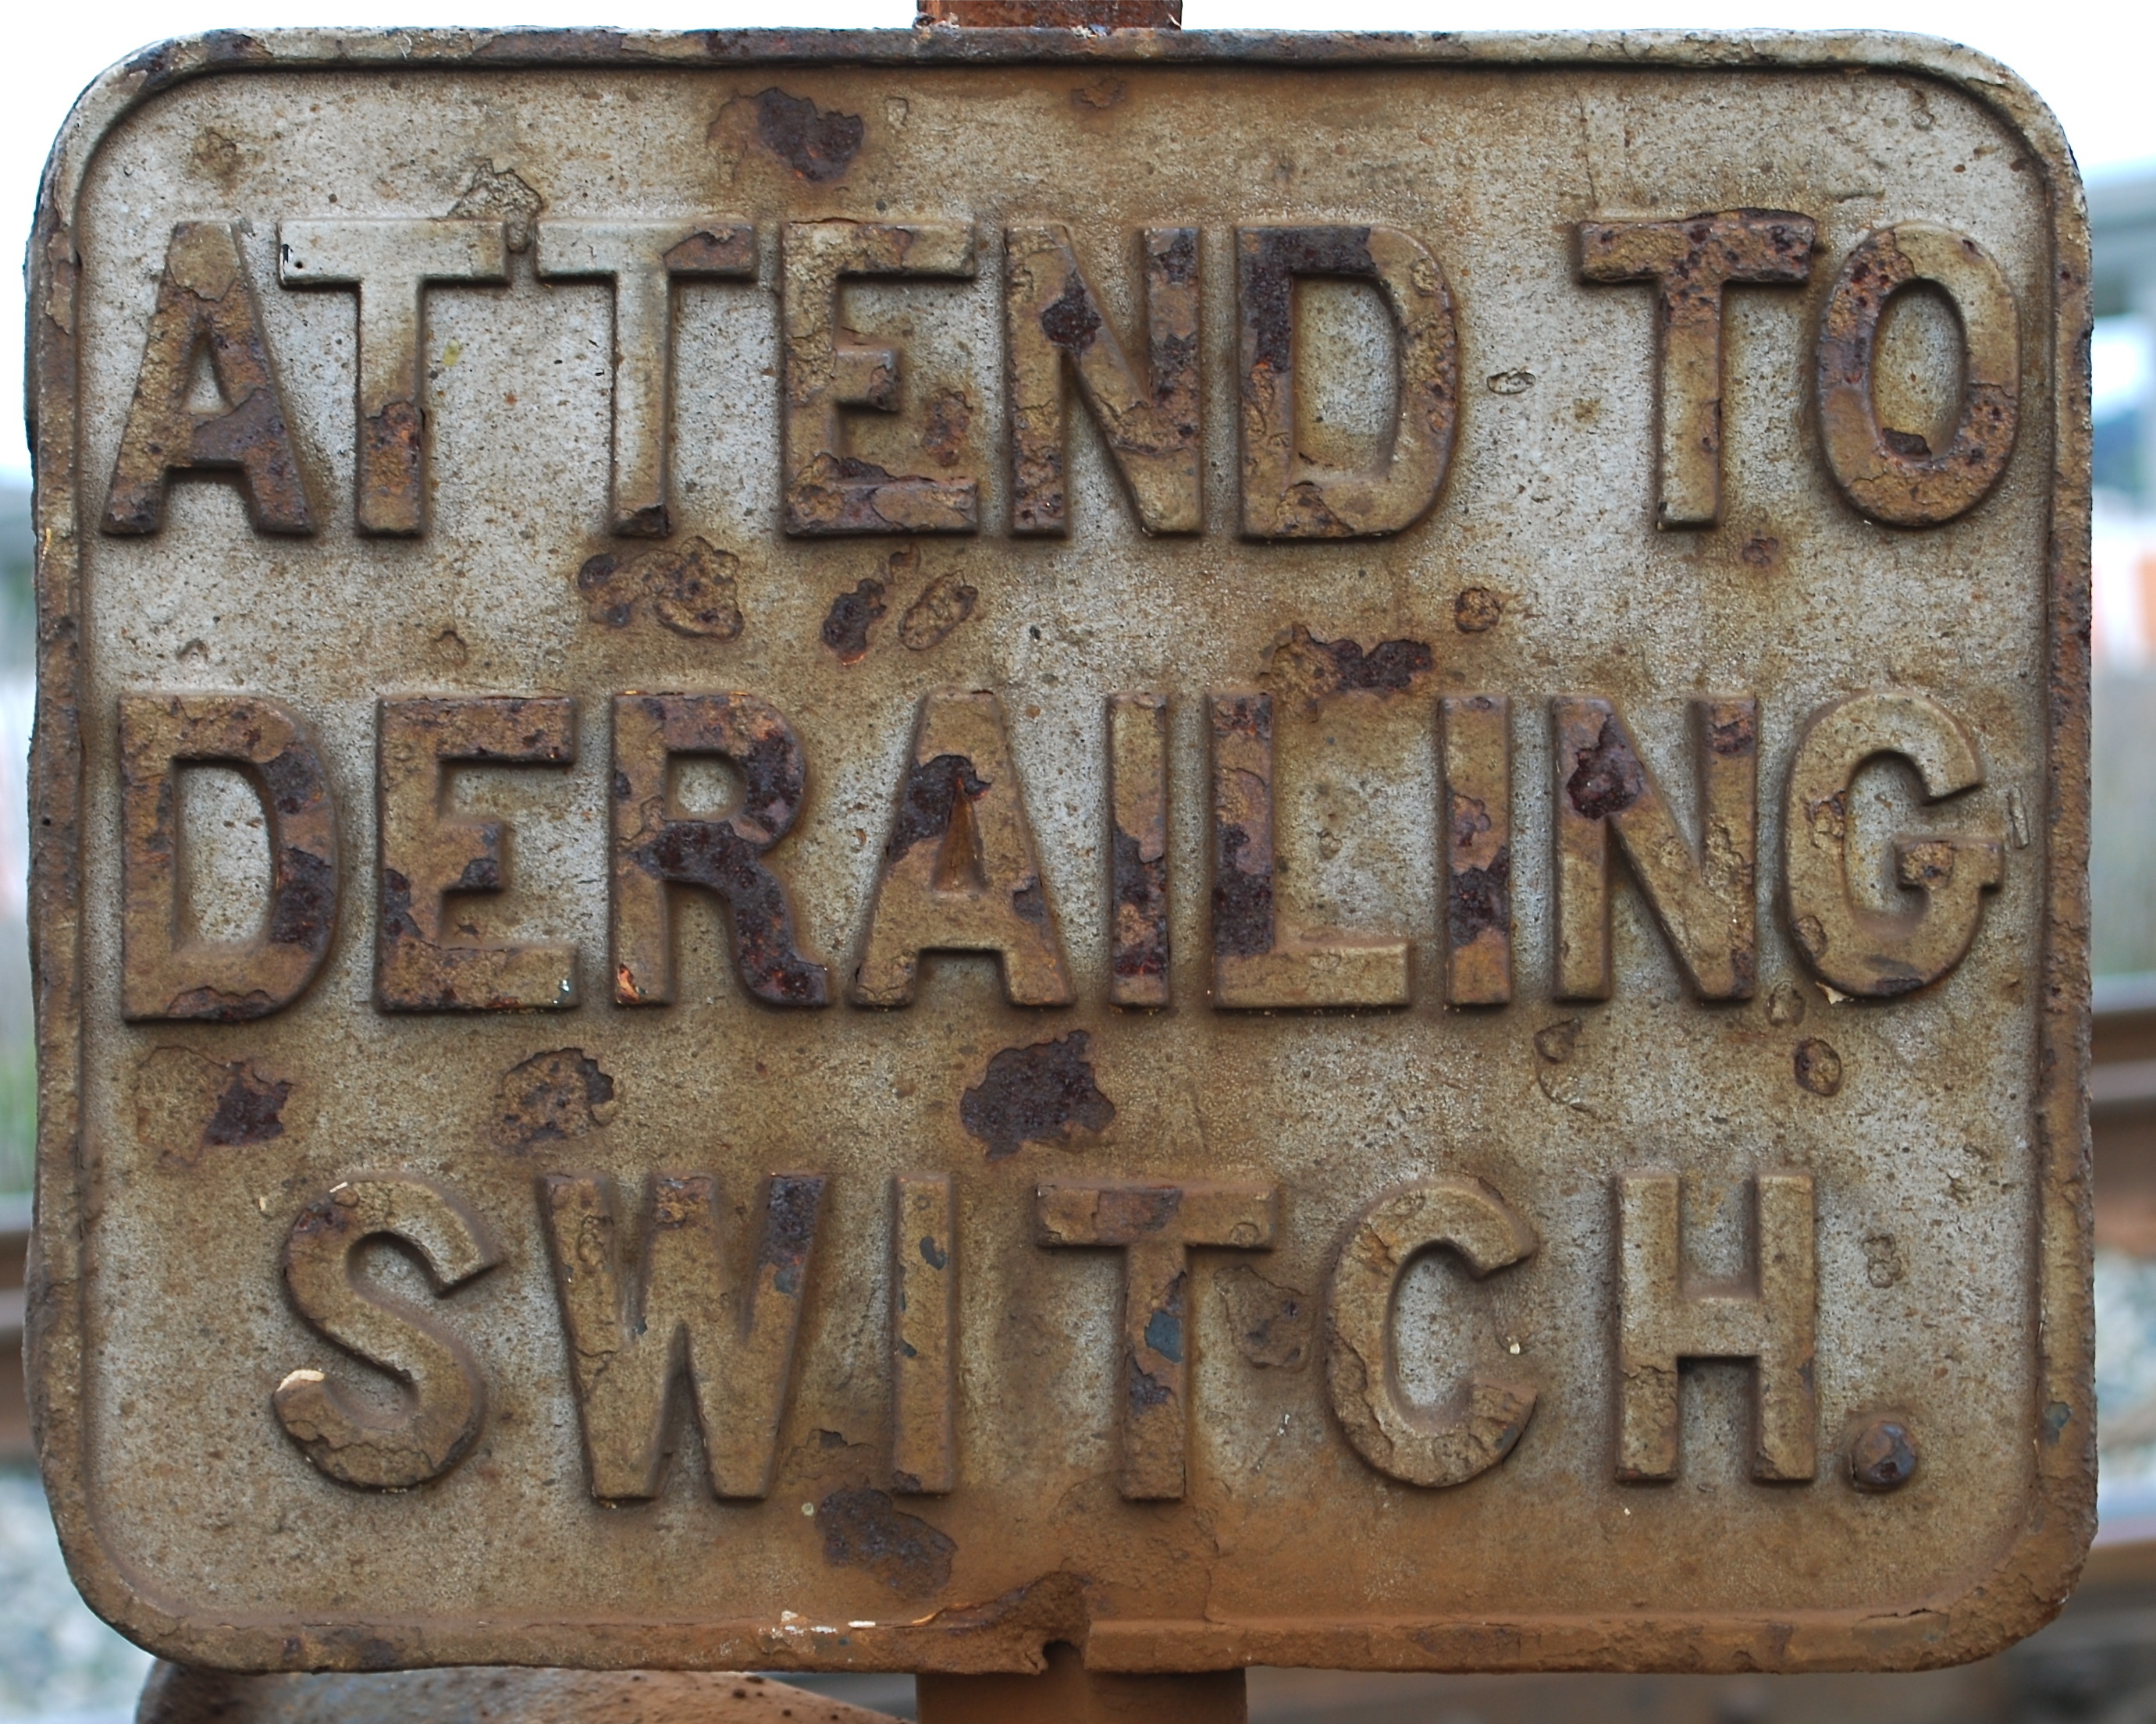 ATTEND TO
DERAILING
SWITCH.